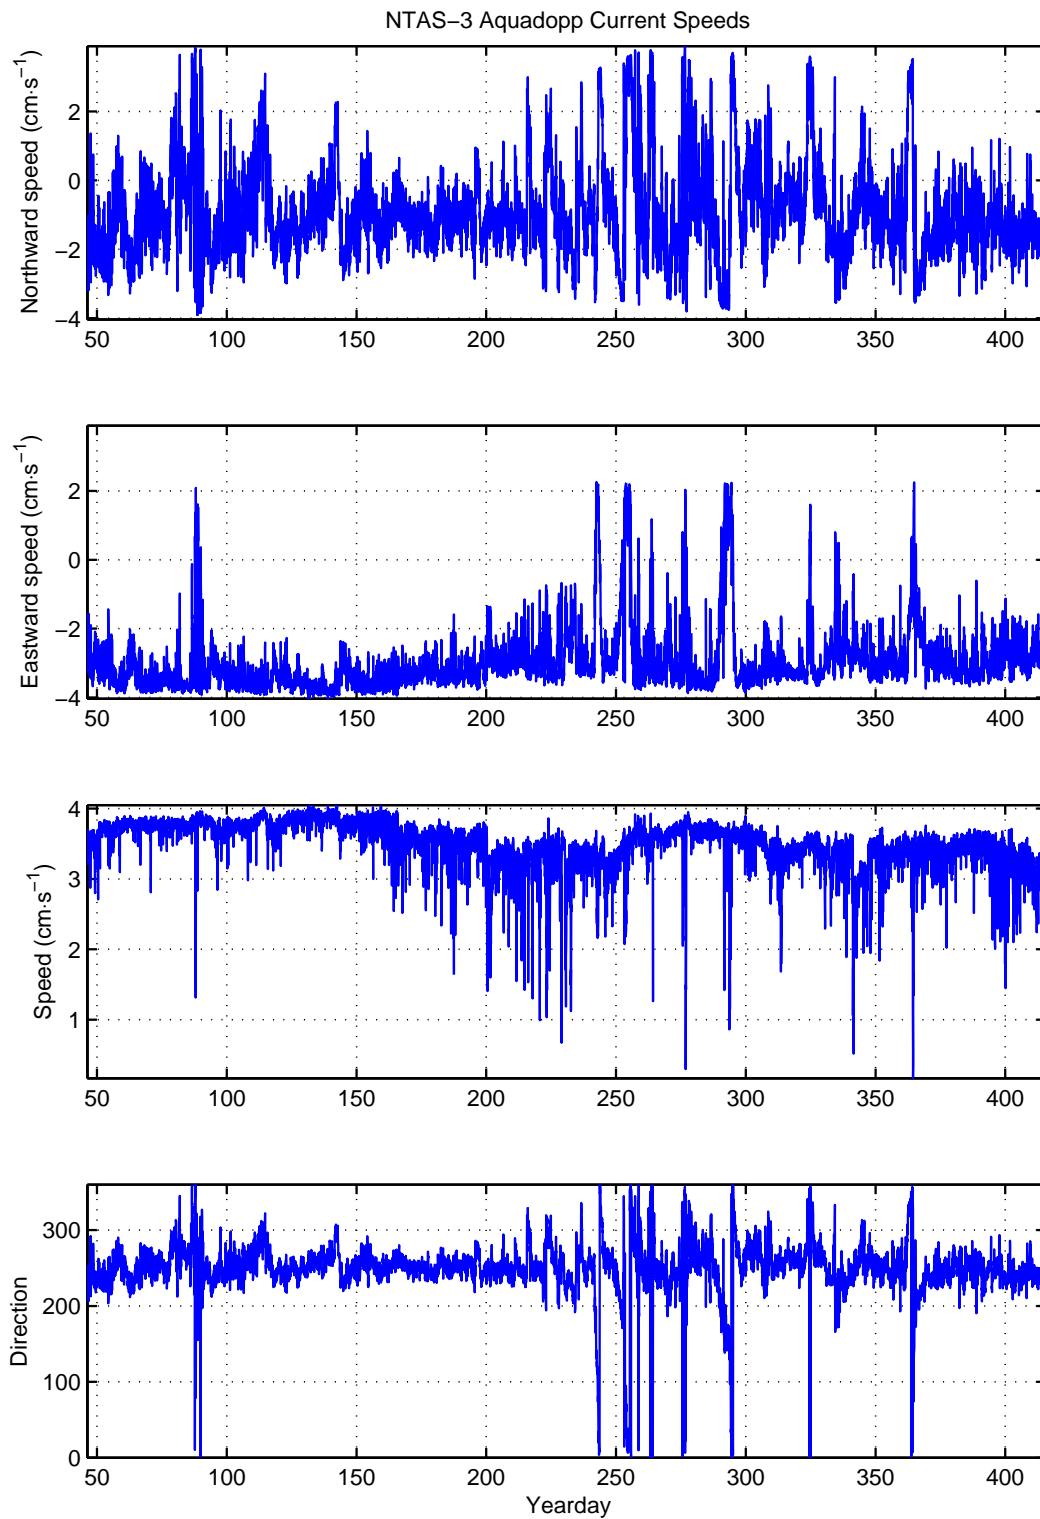 NTAS−3 Aquadopp Current Speeds
Northward speed (cm·s−1)
2
0
−2
−4
50 100 150 200 250 300 350 400
Eastward speed (cm·s−1)
2
0
−2
−4
50 100 150 200 250 300 350 400
Speed (cm·s−1)
4
3
2
1
50 100 150 200 250 300 350 400
Direction
300
200
100
0
50 100 150 200 250 300 350 400
Yearday